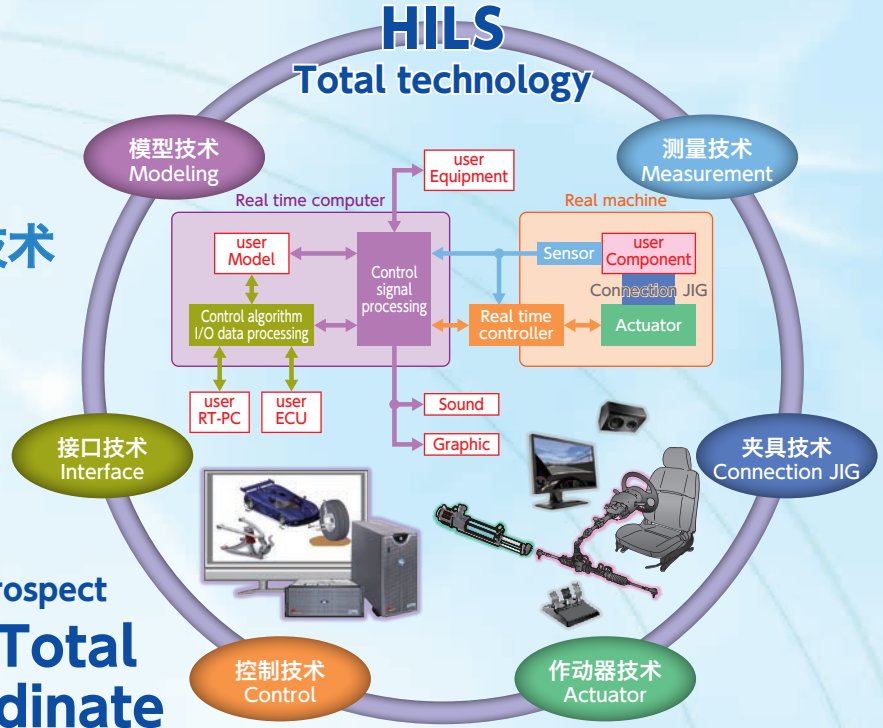 HILS
Total technology
模型技术
Modeling
测量技术
Measurement
user
Equipment
Real time computer
Real machine
user
Model
Control
signal
processing
Sensor
user
Component
Connection JIG
Control algorithm
I/O data processing
Real time
controller
Actuator
user
RT-PC
user
ECU
Sound
Graphic
术
接口技术
Interface
夹具技术
Connection JIG
rospect
Total
dinate
控制技术
Control
作动器技术
Actuator